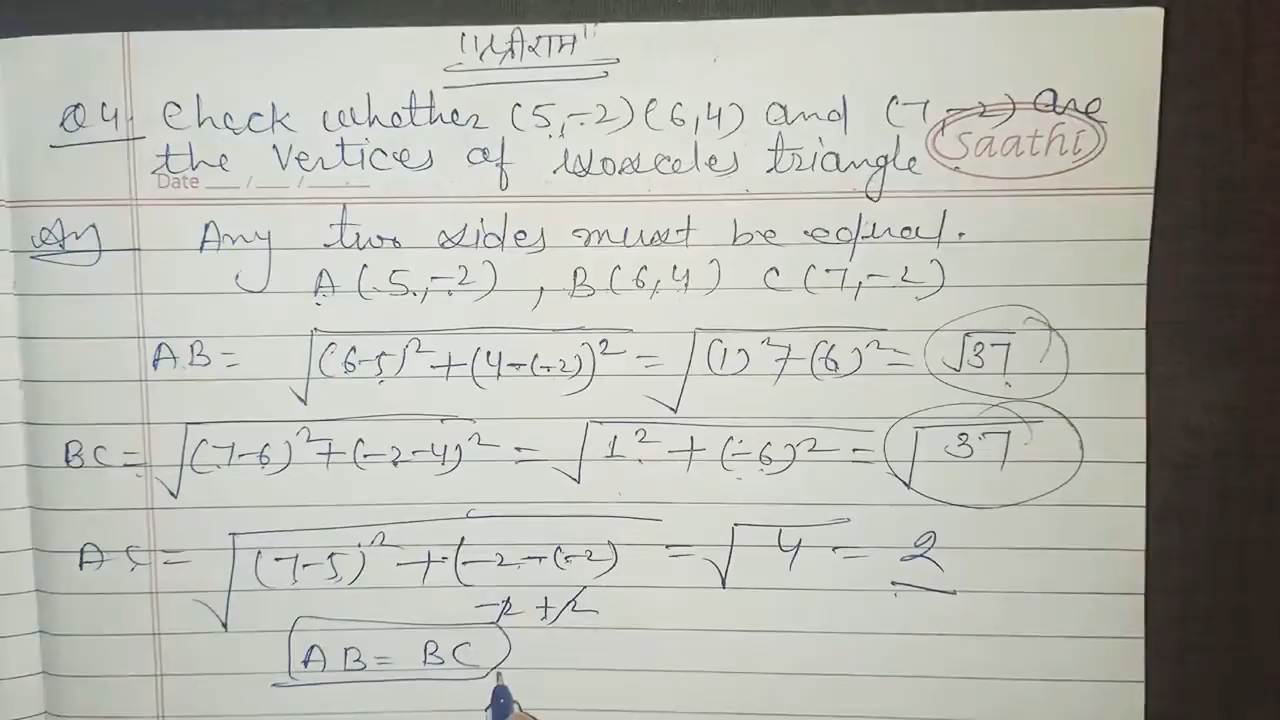 "श्रीराम"
Q4 Check whether (5,-2) (6,4) and (7,-2) are
the vertices of isosceles triangle
saathi
Date ___/___/_____
Any two sides must be equal.
A(5,-2), B(6,4) C(7,-2)
AB = √(6-5)²+(4-(-2))² = √(1)²+(6)² = √37
BC = √(7-6)²+(-2-4)² = √1²+(-6)² = √37
AC = √(7-5)²+(-2-(-2) = √4 = 2
-2+2
AB = BC